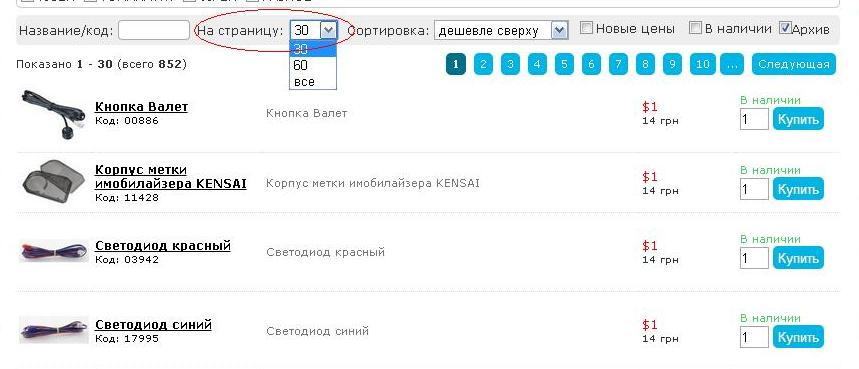 Название/код: На страницу: 30 Сортировка: дешевле сверху Новые цены В наличии Архив
30
60
все
Показано 1 - 30 (всего 852)
1 2 3 4 5 6 7 8 9 10 ... Следующая
Кнопка Валет
Код: 00886
Кнопка Валет
$1
14 грн
В наличии
1 Купить
Корпус метки
имобилайзера KENSAI
Код: 11428
Корпус метки имобилайзера KENSAI
$1
14 грн
В наличии
1 Купить
Светодиод красный
Код: 03942
Светодиод красный
$1
14 грн
В наличии
1 Купить
Светодиод синий
Код: 17995
Светодиод синий
$1
14 грн
В наличии
1 Купить